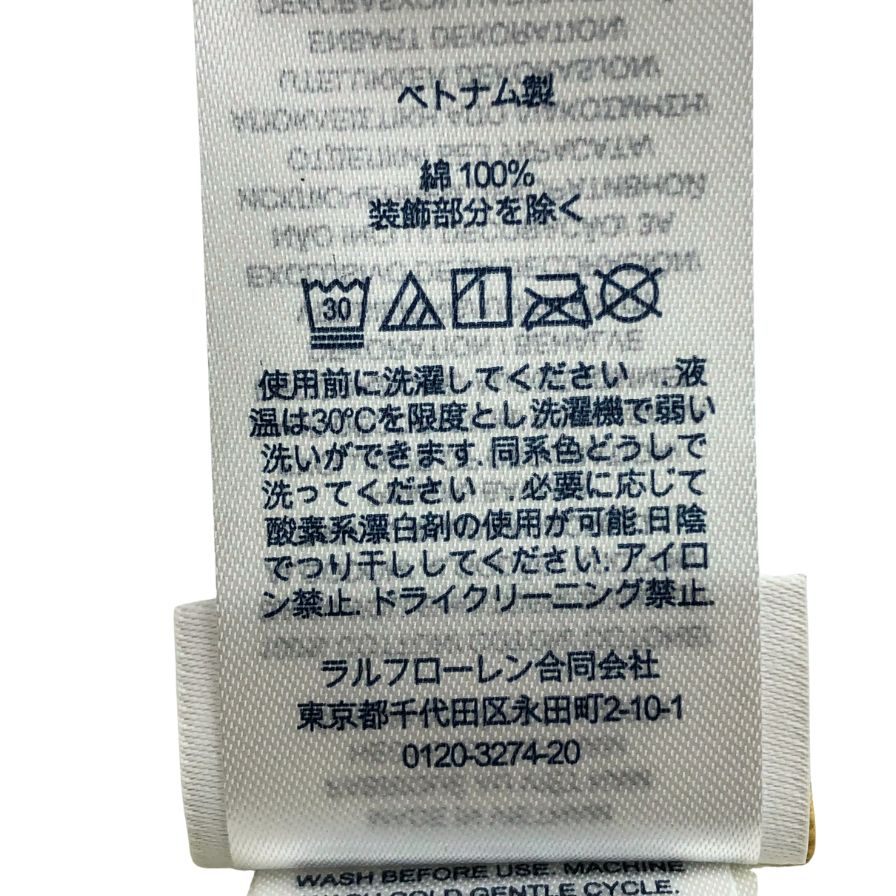 ベトナム製
綿 100%
装飾部分を除く
30
使用前に洗濯してください .液
温は30℃を限度とし洗濯機で弱い
洗いができます.同系色どうしで
洗ってください .必要に応じて
酸素系漂白剤の使用が可能.日陰
でつり干ししてください.アイロ
ン禁止.ドライクリーニング禁止.
ラルフローレン合同会社
東京都千代田区永田町2-10-1
0120-3274-20
WASH BEFORE USE. MACHINE
WASH COLD GENTLE CYCLE.